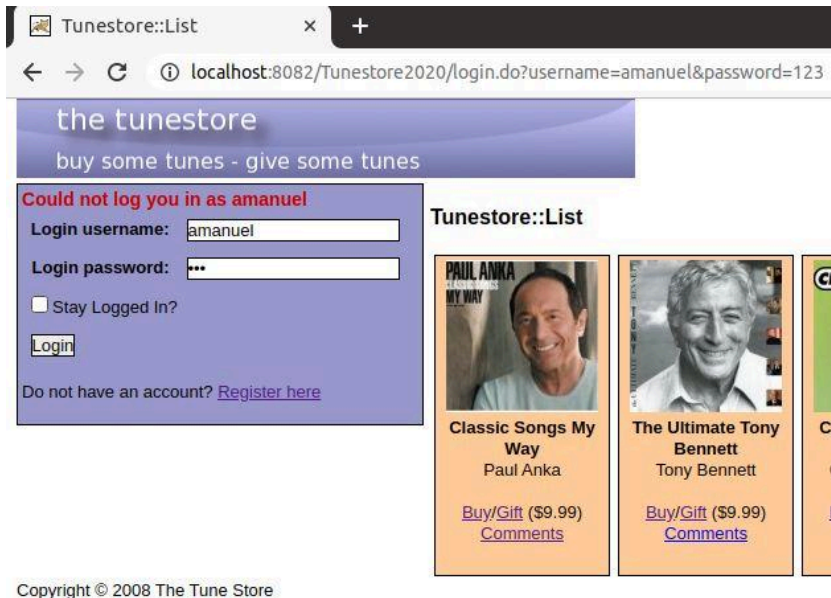 Tunestore::List
localhost:8082/Tunestore2020/login.do?username=amanuel&password=123
the tunestore
buy some tunes - give some tunes
Could not log you in as amanuel
Login username: amanuel
Login password: •••
Stay Logged In?
Login
Do not have an account? Register here
Tunestore::List
PAUL ANKA
CLASSIC SONGS
MY WAY
Classic Songs My
Way
Paul Anka
Buy/Gift ($9.99)
Comments
The Ultimate Tony
Bennett
Tony Bennett
Buy/Gift ($9.99)
Comments
Copyright © 2008 The Tune Store